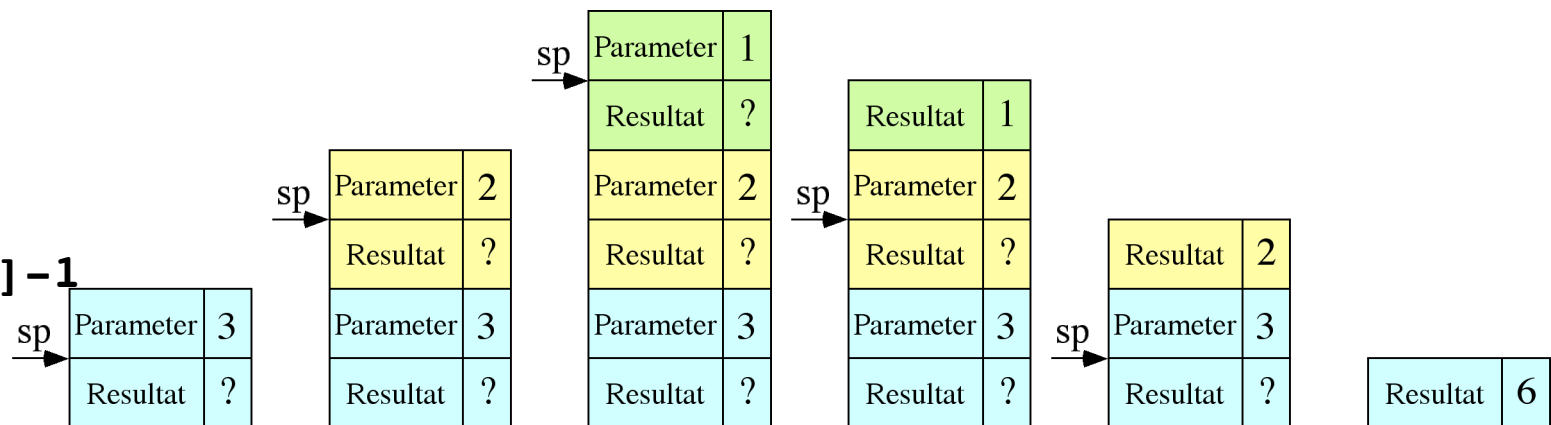 sp Parameter 1
Resultat ? Resultat 1
sp Parameter 2 Parameter 2 sp Parameter 2
Resultat ? Resultat ? Resultat ? Resultat 2
]-1
sp Parameter 3 Parameter 3 Parameter 3 Parameter 3 sp Parameter 3
Resultat ? Resultat ? Resultat ? Resultat ? Resultat ? Resultat 6